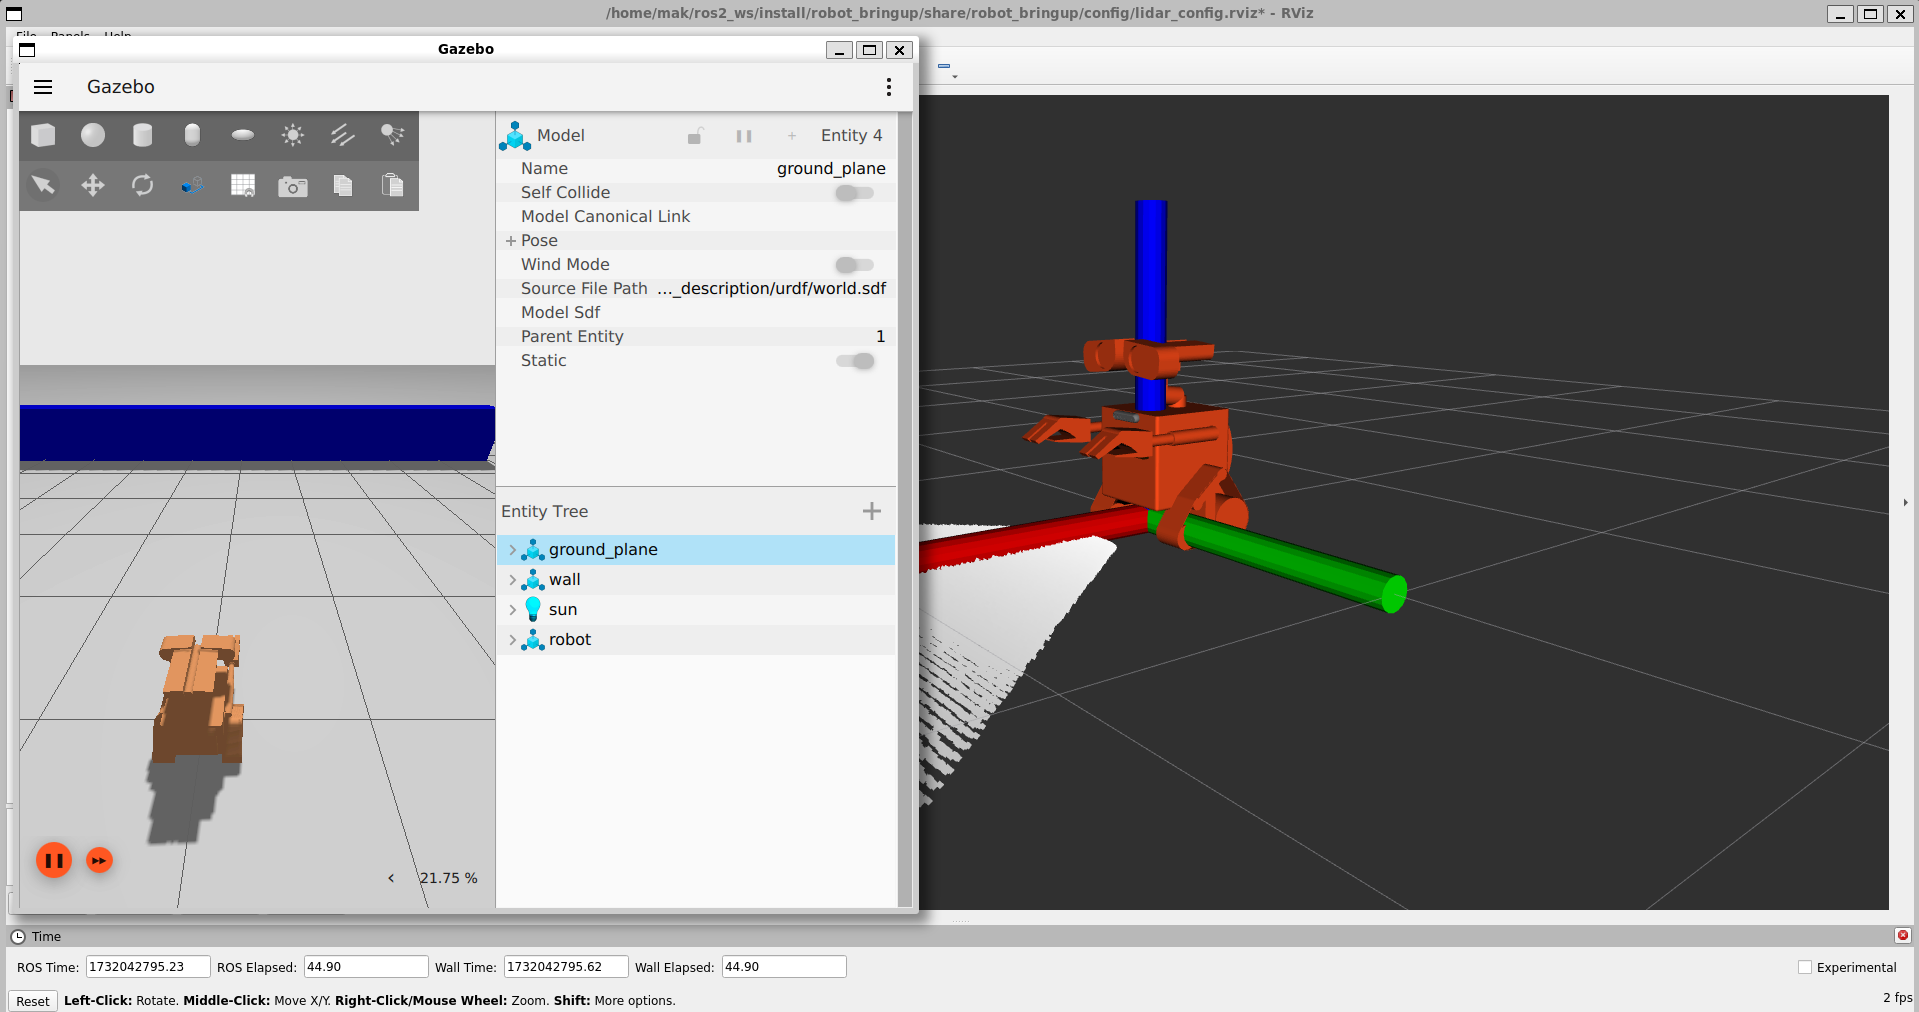 /home/mak/ros2_ws/install/robot_bringup/share/robot_bringup/config/lidar_config.rviz* - RViz
File Panels Help
Gazebo
Gazebo
Model Entity 4
Name ground_plane
Self Collide
Model Canonical Link
Pose
Wind Mode
Source File Path ..._description/urdf/world.sdf
Model Sdf
Parent Entity 1
Static
Entity Tree
ground_plane
wall
sun
robot
21.75 %
Time
ROS Time: 1732042795.23 ROS Elapsed: 44.90 Wall Time: 1732042795.62 Wall Elapsed: 44.90 Experimental
Reset Left-Click: Rotate. Middle-Click: Move X/Y. Right-Click/Mouse Wheel: Zoom. Shift: More options. 2 fps